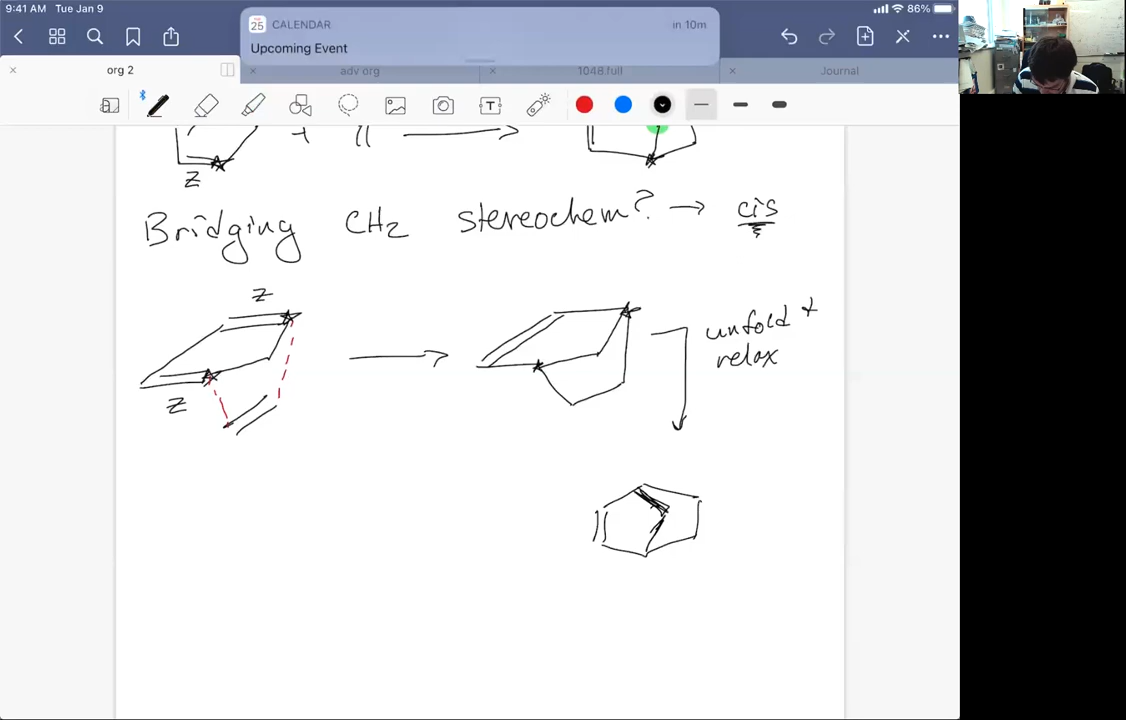 9:41 AM Tue Jan 9
86%
25
CALENDAR
in 10m
Upcoming Event
org 2
adv org
1048.full
Journal
T
+
Z
Bridging CH2 stereochem? → cis
Z
unfold +
relax
Z